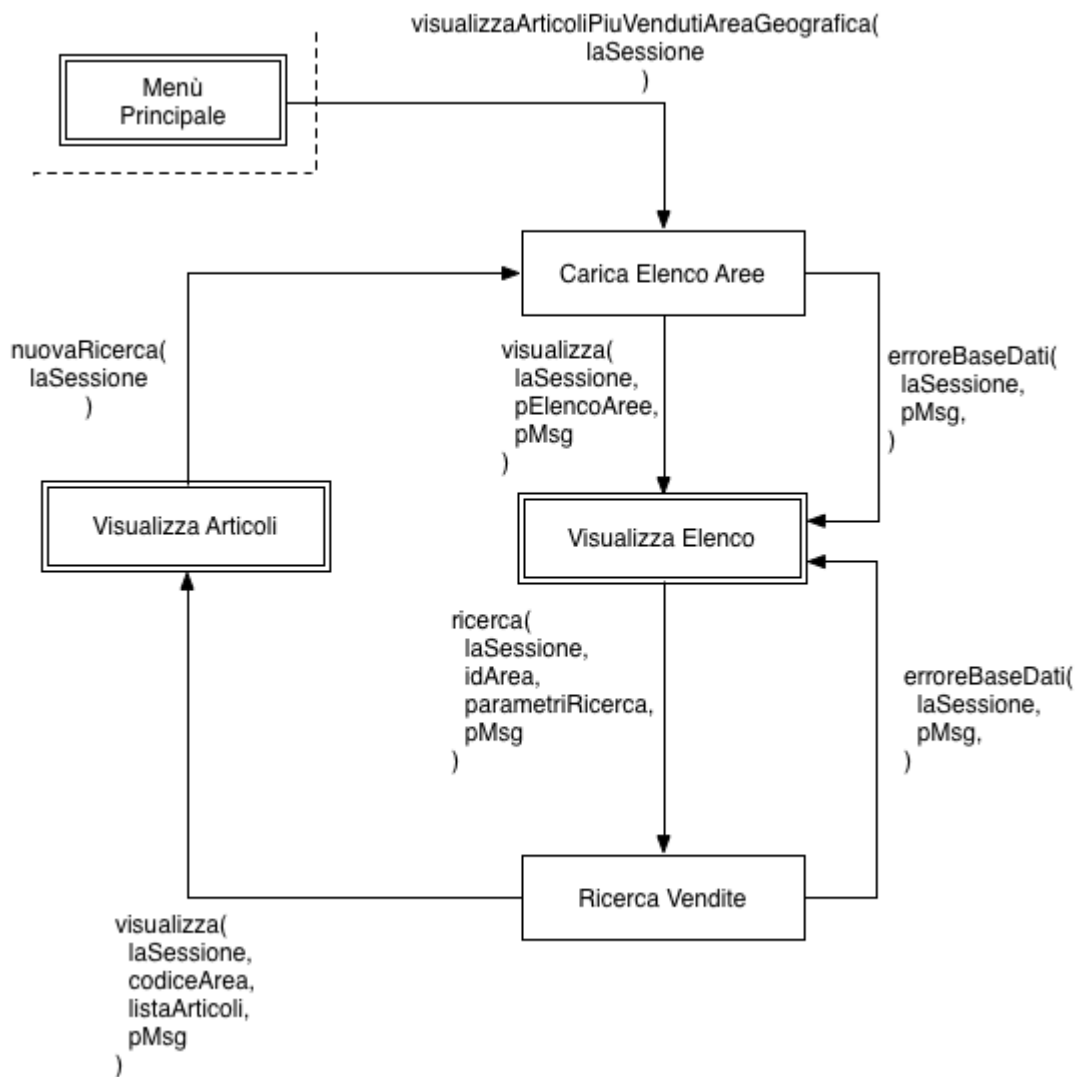 visualizzaArticoliPiuVendutiAreaGeografica(
laSessione
)
Menù
Principale
Carica Elenco Aree
nuovaRicerca(
laSessione
)
visualizza(
laSessione,
pElencoAree,
pMsg
)
erroreBaseDati(
laSessione,
pMsg,
)
Visualizza Articoli
Visualizza Elenco
ricerca(
laSessione,
idArea,
parametriRicerca,
pMsg
)
erroreBaseDati(
laSessione,
pMsg,
)
Ricerca Vendite
visualizza(
laSessione,
codiceArea,
listaArticoli,
pMsg
)